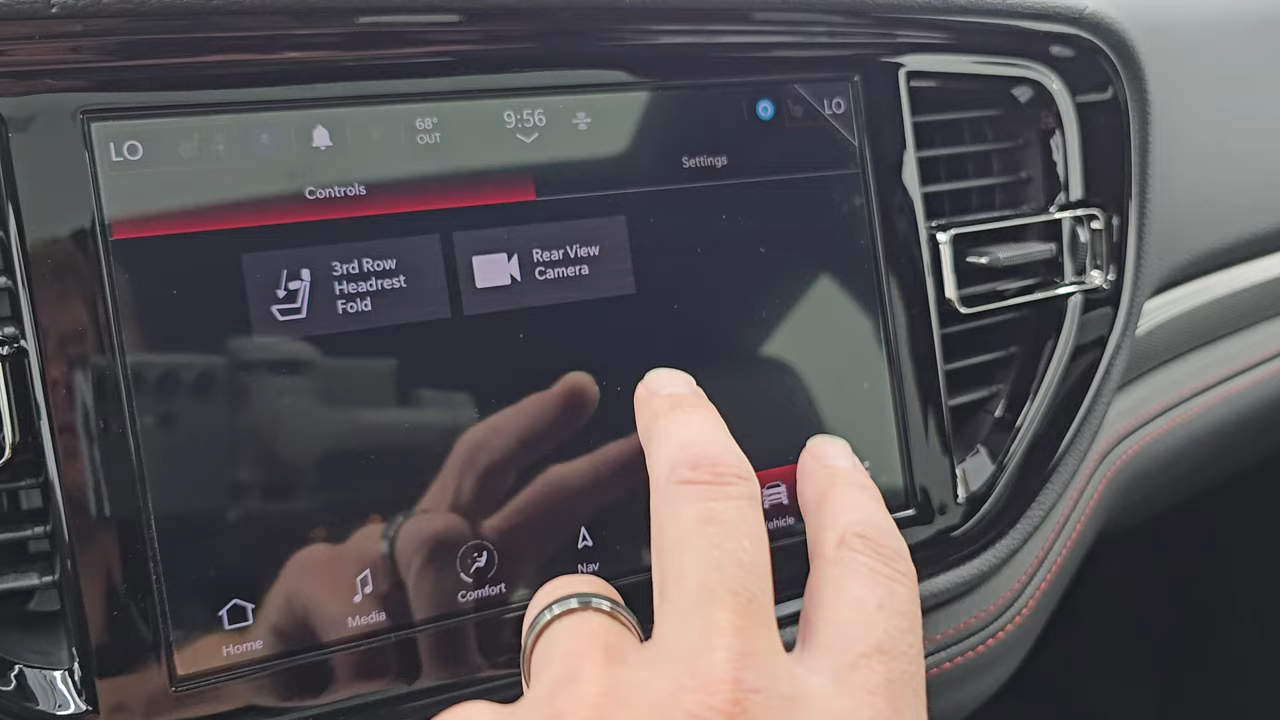 LO
68°
OUT
9:56
LO
Controls
Settings
3rd Row
Headrest
Fold
Rear View
Camera
Home
Media
Comfort
Nav
ehicle